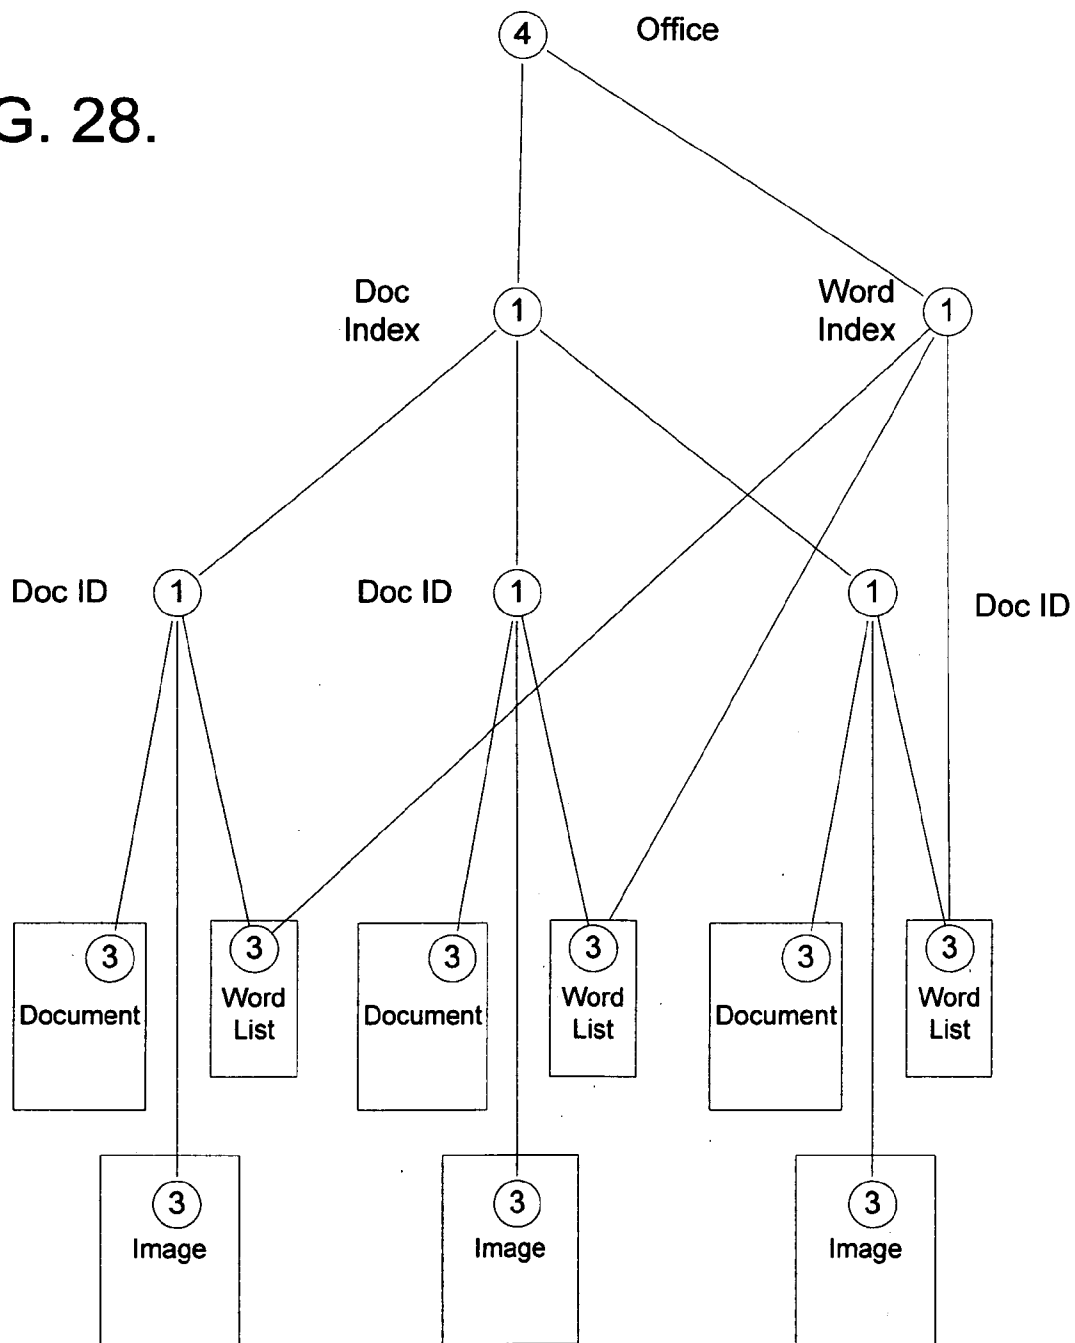 4 Office
G. 28.
Doc
Index
1
Word
Index
1
Doc ID 1
Doc ID 1
1 Doc ID
3
Document
3
Word
List
3
Document
3
Word
List
3
Document
3
Word
List
3
Image
3
Image
3
Image